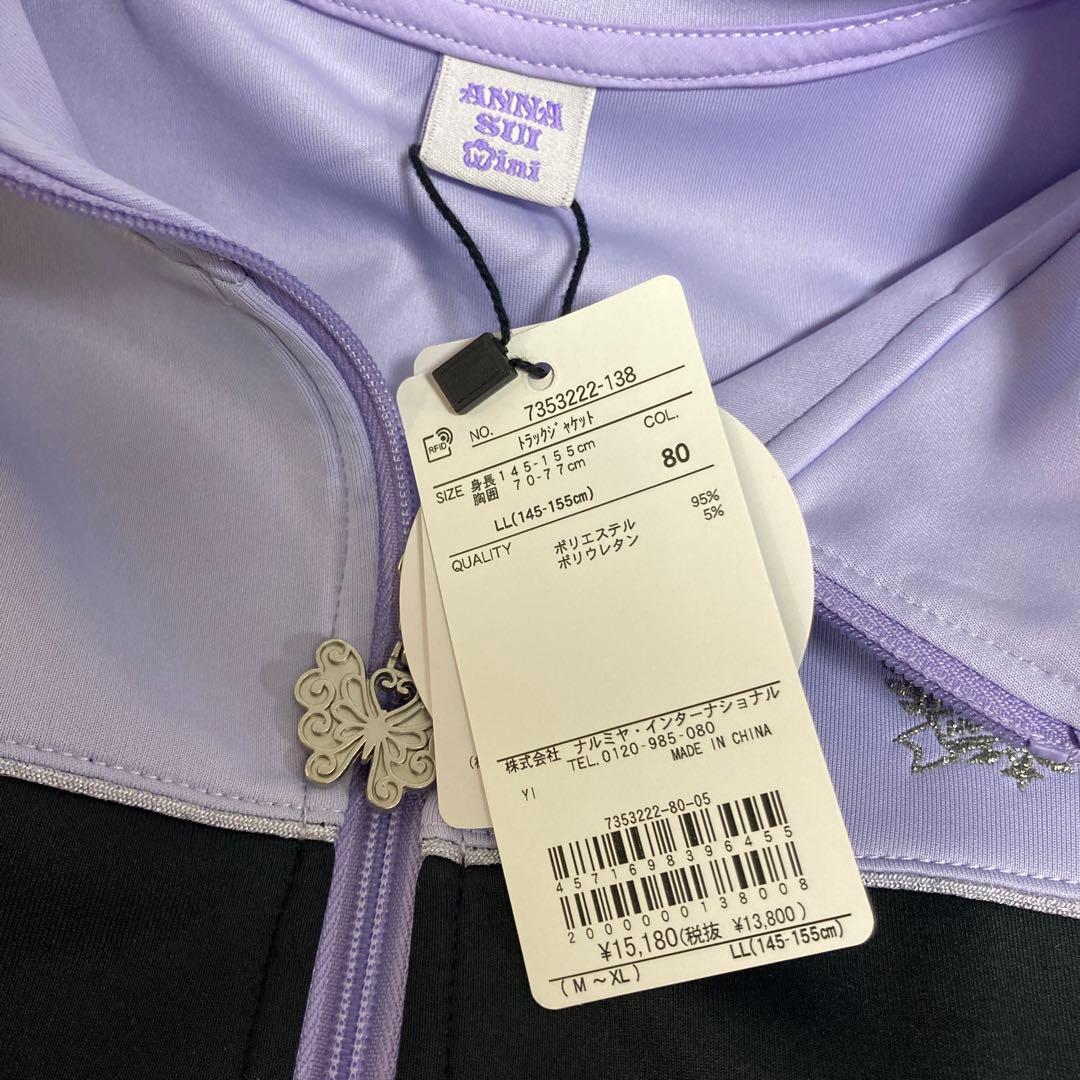 ANNA
SUI
mini
RFID
NO. 7353222-138
トラックジャケット
SIZE 身長145-155cm COL.
胸囲 70-77cm 80
LL(145-155cm)
QUALITY ポリエステル 95%
ポリウレタン 5%
株式会社 ナルミヤ・インターナショナル
TEL.0120-985-080
MADE IN CHINA
YI
7353222-80-05
4571698396455
2000000138008
¥15,180(税抜 ¥13,800)
(M～XL) LL(145-155cm)